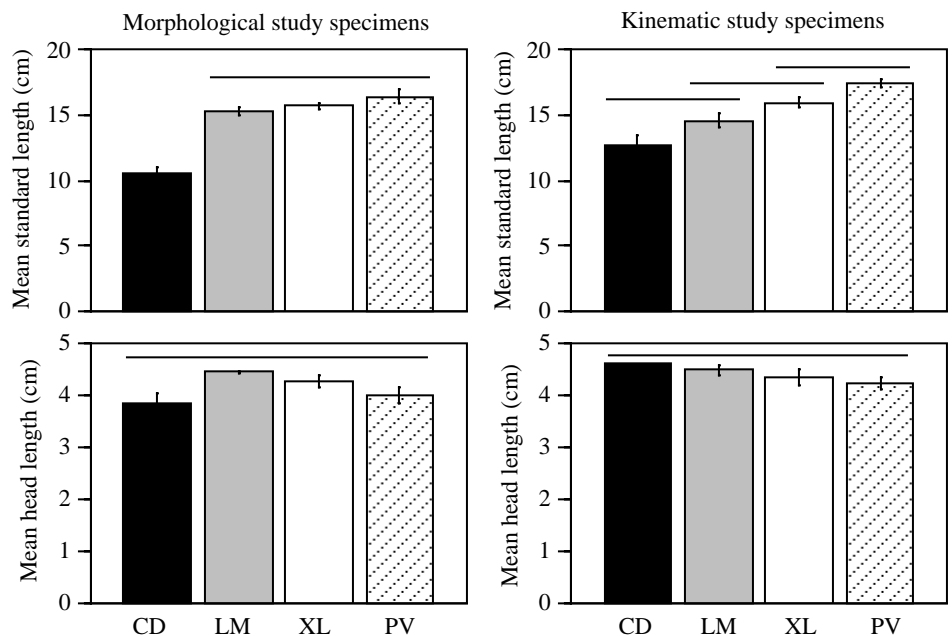 Morphological study specimens
Kinematic study specimens
Mean standard length (cm)
20
15
10
5
0
Mean standard length (cm)
20
15
10
5
0
Mean head length (cm)
5
4
3
2
1
0
CD LM XL PV
Mean head length (cm)
5
4
3
2
1
0
CD LM XL PV